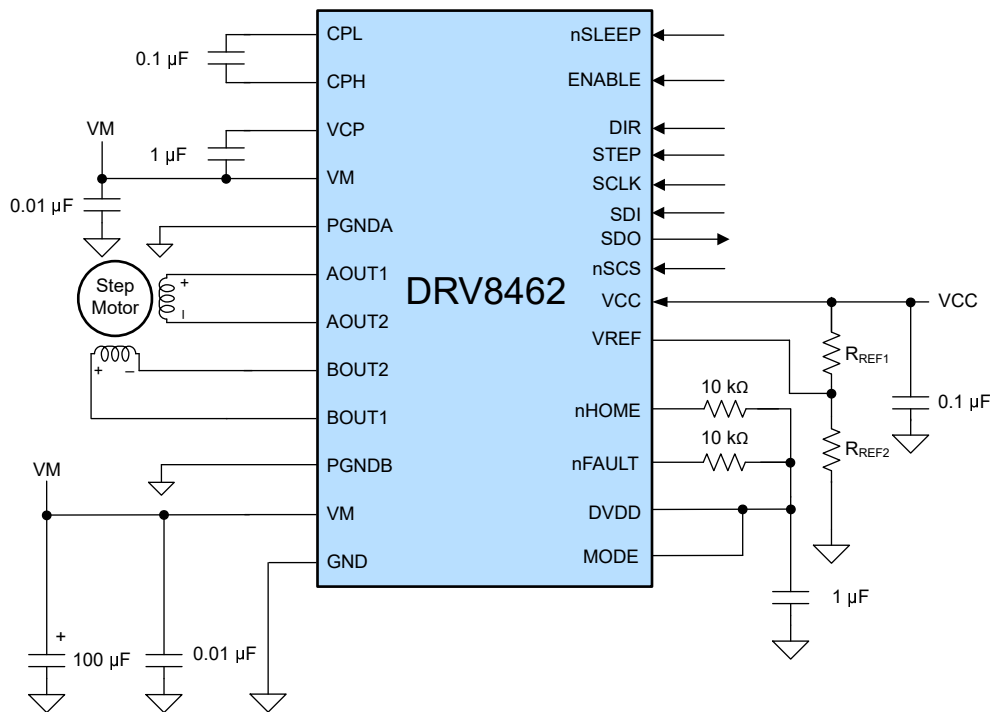 CPL
nSLEEP
0.1 µF
CPH
ENABLE
VM
VCP
DIR
1 µF
STEP
VM
SCLK
0.01 µF
SDI
PGNDA
SDO
AOUT1
nSCS
Step
Motor
+
–
DRV8462
VCC
VCC
AOUT2
VREF
RREF1
BOUT2
+
–
10 kΩ
nHOME
0.1 µF
BOUT1
10 kΩ
RREF2
PGNDB
nFAULT
VM
VM
DVDD
GND
MODE
1 µF
+
100 µF
0.01 µF